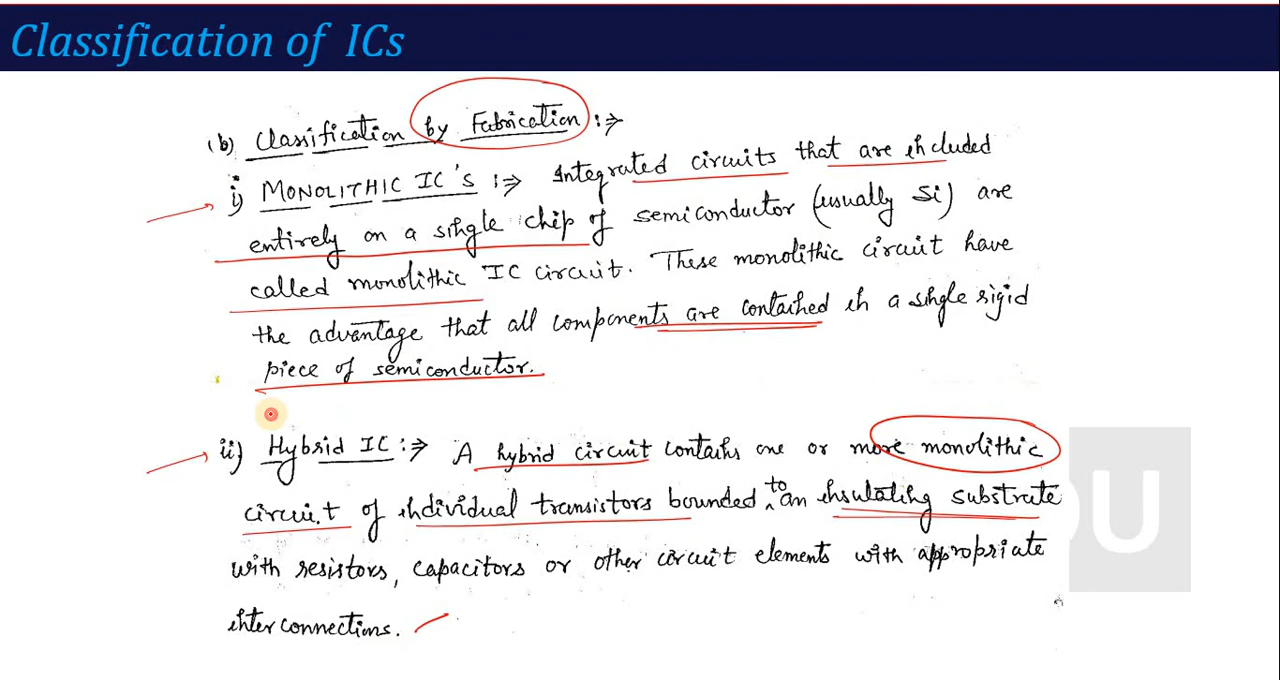 Classification of ICs
(b) Classification by Fabrication :⇒
i) MONOLITHIC IC'S :⇒ Integrated circuits that are included
entirely on a single chip of semiconductor (usually Si) are
called monolithic IC circuit. These monolithic circuit have
the advantage that all components are contained in a single rigid
piece of semiconductor.
ii) Hybrid IC :⇒ A hybrid circuit contains one or more monolithic
circuit of individual transistors bounded to an insulating substrate
with resistors, capacitors or other circuit elements with appropriate
interconnections.
U